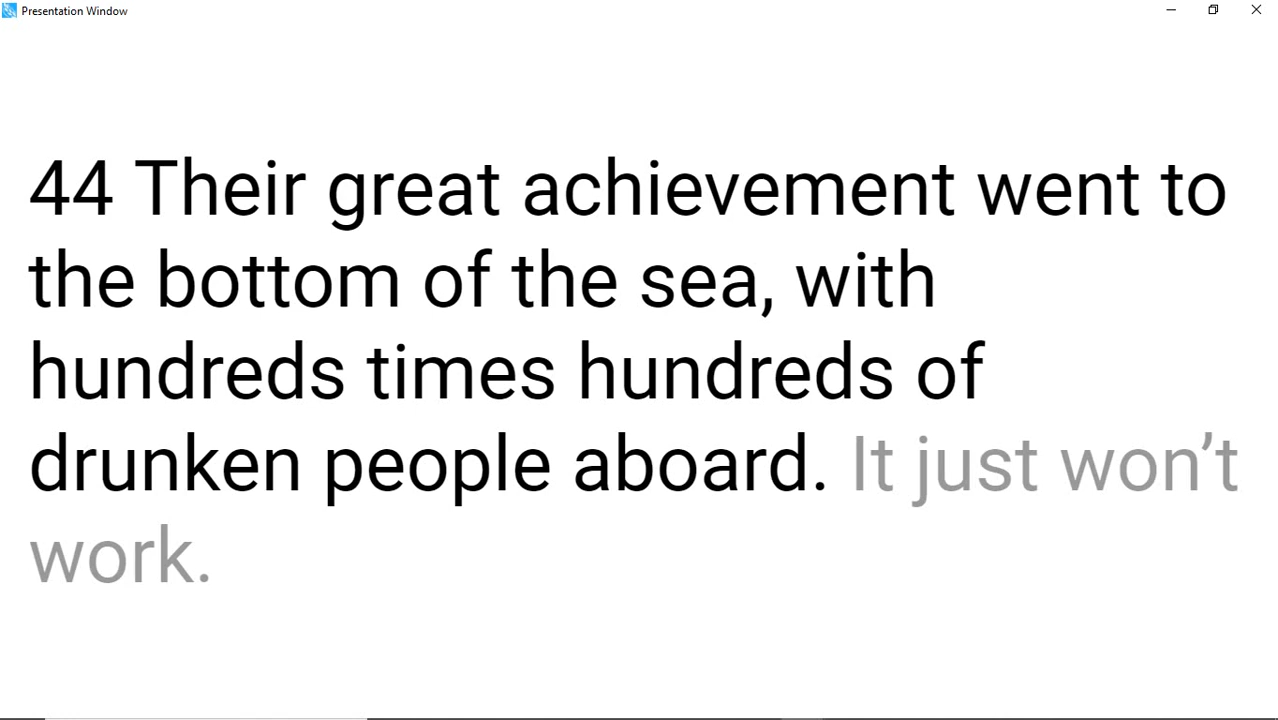 Presentation Window
44 Their great achievement went to
the bottom of the sea, with
hundreds times hundreds of
drunken people aboard. It just won’t
work.